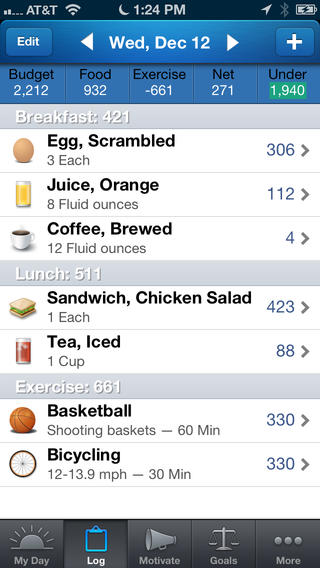 AT&T 1:24 PM
Edit Wed, Dec 12 +
Budget Food Exercise Net Under
2,212 932 -661 271 1,940
Breakfast: 421
Egg, Scrambled 306
3 Each
Juice, Orange 112
8 Fluid ounces
Coffee, Brewed 4
12 Fluid ounces
Lunch: 511
Sandwich, Chicken Salad 423
1 Each
Tea, Iced 88
1 Cup
Exercise: 661
Basketball 330
Shooting baskets — 60 Min
Bicycling 330
12-13.9 mph — 30 Min
My Day Log Motivate Goals More